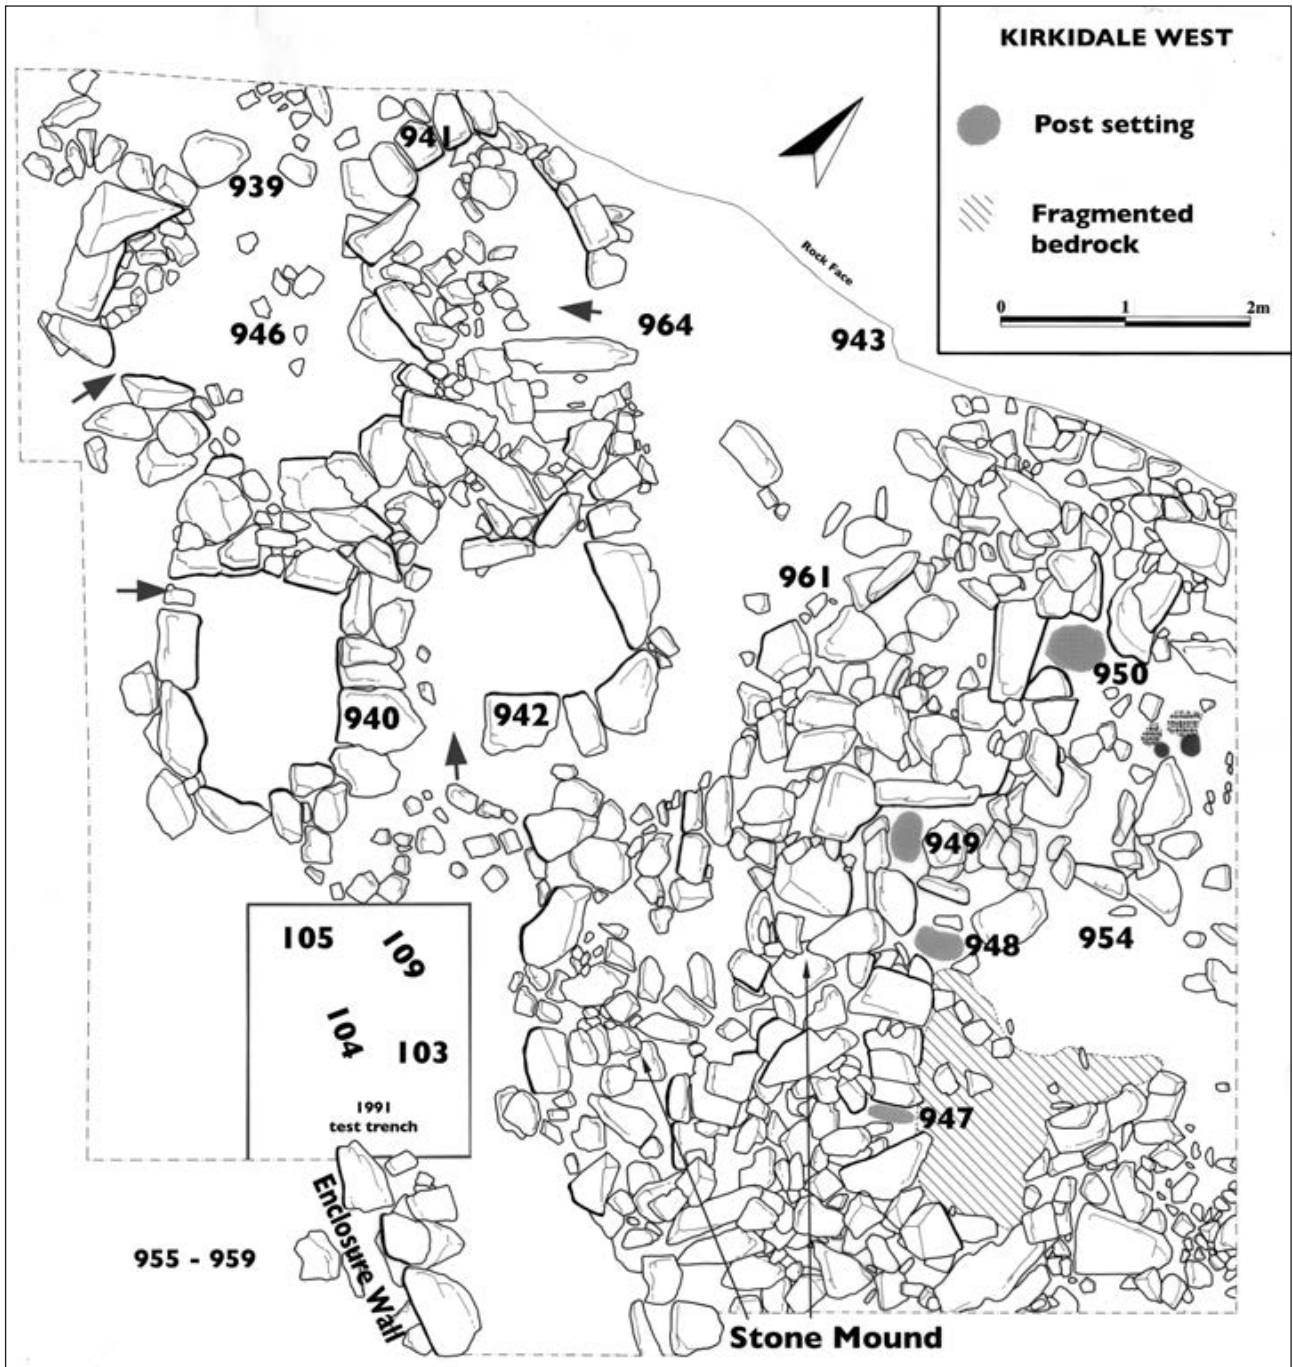 KIRKIDALE WEST
Post setting
Fragmented
bedrock
0 1 2m
941
939
Rock Face
946
964
943
961
950
940
942
949
105
109
948
954
104
103
1991
test trench
947
Enclosure Wall
955 - 959
Stone Mound